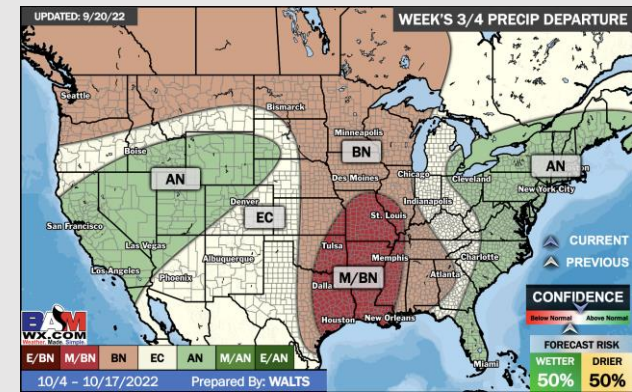 UPDATED: 9/20/22
WEEK'S 3/4 PRECIP DEPARTURE
Seattle
Bismarck
Minneapolis
BN
Boise
AN
Des Moines
Chicago
Cleveland
AN
New York City
Denver
EC
Indianapolis
San Francisco
St. Louis
Las Vegas
Tulsa
Memphis
Charlotte
CURRENT
Los Angeles
Albuquerque
Phoenix
M/BN
Atlanta
PREVIOUS
Dalla
CONFIDENCE
Houston
New Orleans
Below Normal
Above Normal
BAM
WX.COM
Weather. Made. Simple.
FORECAST RISK
E/BN M/BN BN EC AN M/AN E/AN
WETTER DRIER
Miami
50% 50%
10/4 – 10/17/2022 Prepared By: WALTS